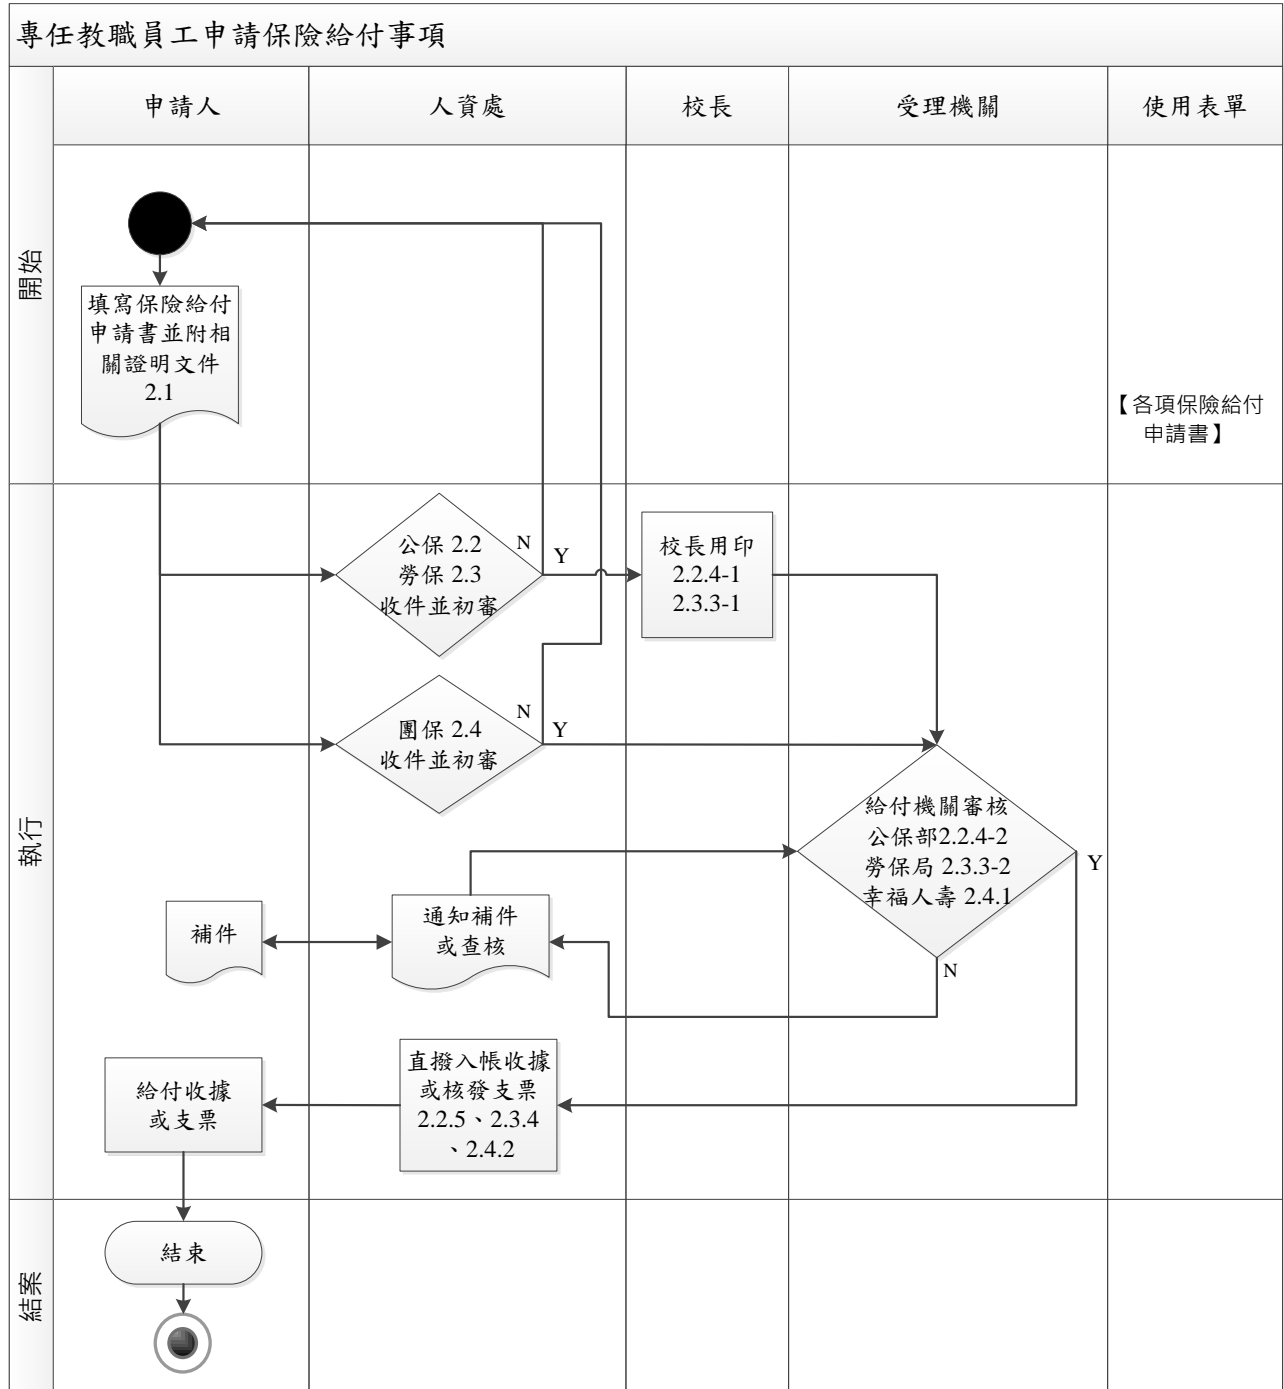 專任教職員工申請保險給付事項
申請人
人資處
校長
受理機關
使用表單
開始
填寫保險給付
申請書並附相
關證明文件
2.1
【各項保險給付
申請書】
執行
公保 2.2
勞保 2.3
收件並初審
N
Y
校長用印
2.2.4-1
2.3.3-1
團保 2.4
收件並初審
N
Y
給付機關審核
公保部2.2.4-2
勞保局 2.3.3-2
幸福人壽 2.4.1
Y
N
通知補件
或查核
補件
直撥入帳收據
或核發支票
2.2.5、2.3.4
、2.4.2
給付收據
或支票
結案
結束